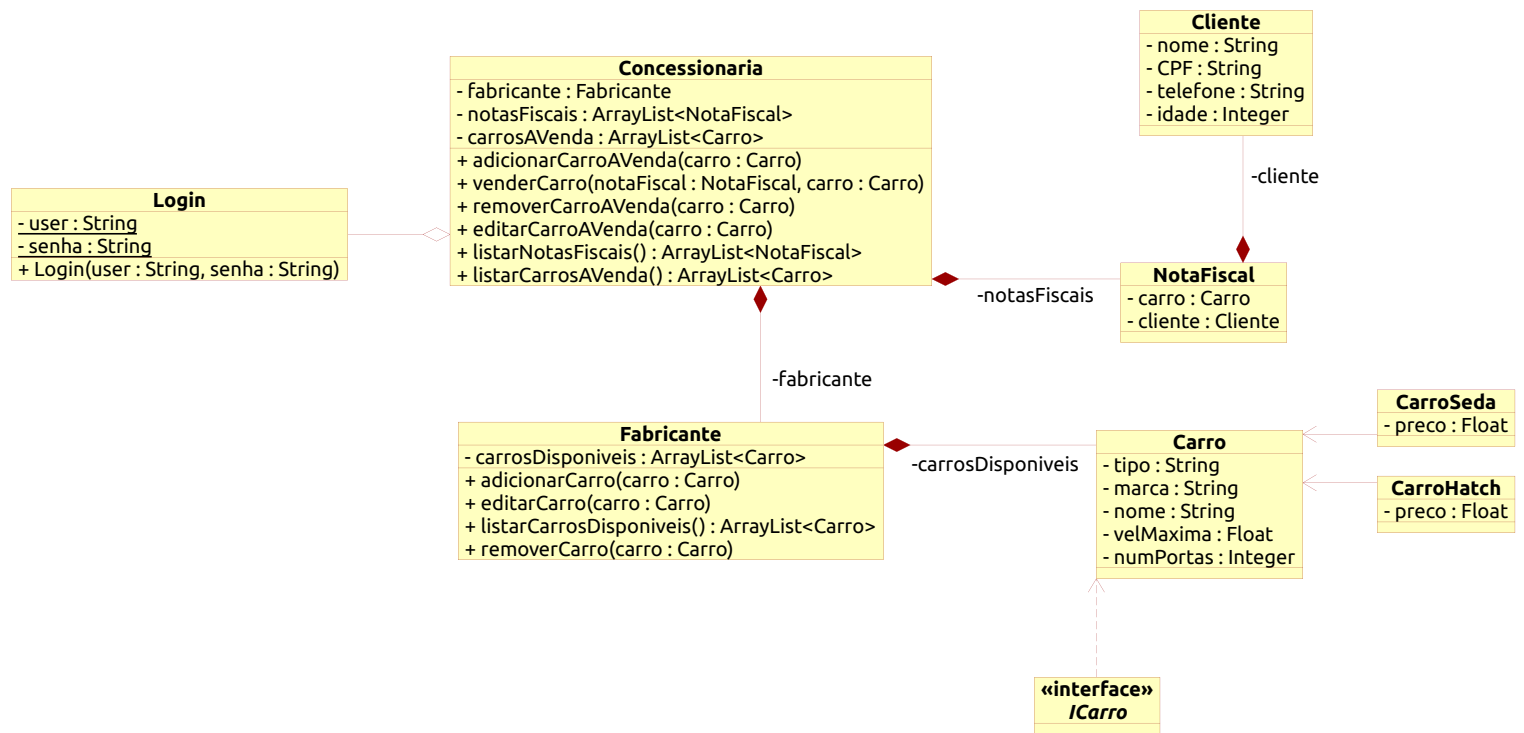 Cliente
- nome : String
- CPF : String
- telefone : String
- idade : Integer
Concessionaria
- fabricante : Fabricante
- notasFiscais : ArrayList<NotaFiscal>
- carrosAVenda : ArrayList<Carro>
+ adicionarCarroAVenda(carro : Carro)
+ venderCarro(notaFiscal : NotaFiscal, carro : Carro)
+ removerCarroAVenda(carro : Carro)
+ editarCarroAVenda(carro : Carro)
+ listarNotasFiscais() : ArrayList<NotaFiscal>
+ listarCarrosAVenda() : ArrayList<Carro>
-cliente
Login
- user : String
- senha : String
+ Login(user : String, senha : String)
NotaFiscal
- carro : Carro
- cliente : Cliente
-notasFiscais
-fabricante
Fabricante
- carrosDisponiveis : ArrayList<Carro>
+ adicionarCarro(carro : Carro)
+ editarCarro(carro : Carro)
+ listarCarrosDisponiveis() : ArrayList<Carro>
+ removerCarro(carro : Carro)
-carrosDisponiveis
Carro
- tipo : String
- marca : String
- nome : String
- velMaxima : Float
- numPortas : Integer
CarroSeda
- preco : Float
CarroHatch
- preco : Float
«interface»
ICarro